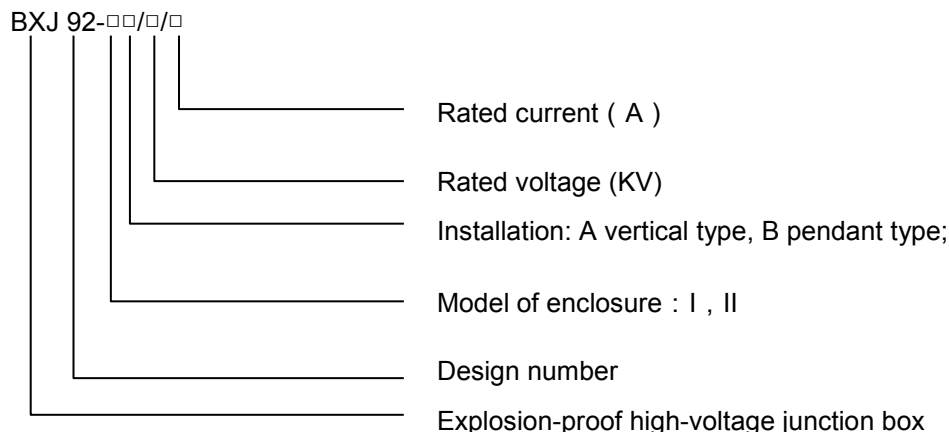 BXJ 92-□□/□/□
Rated current ( A )
Rated voltage (KV)
Installation: A vertical type, B pendant type;
Model of enclosure : I , II
Design number
Explosion-proof high-voltage junction box